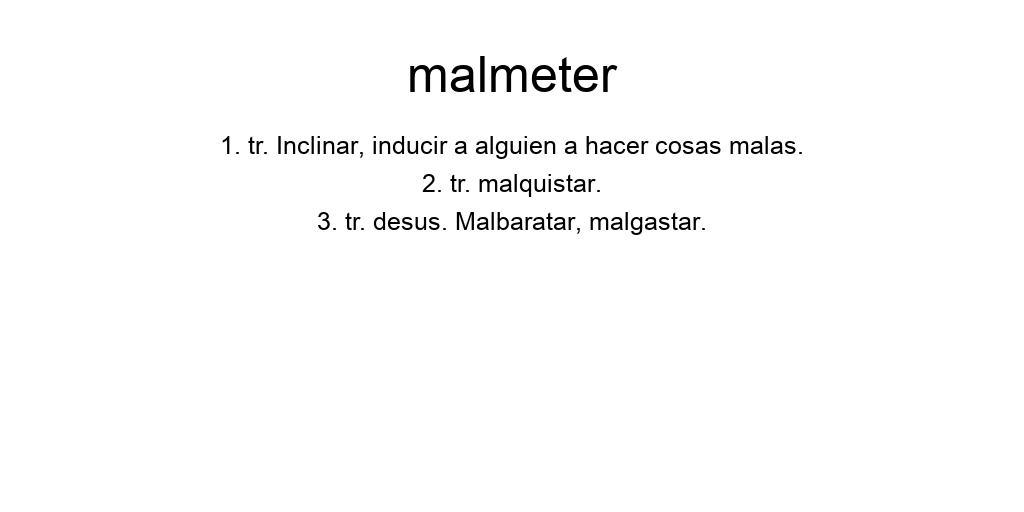 malmeter
1. tr. Inclinar, inducir a alguien a hacer cosas malas.
2. tr. malquistar.
3. tr. desus. Malbaratar, malgastar.